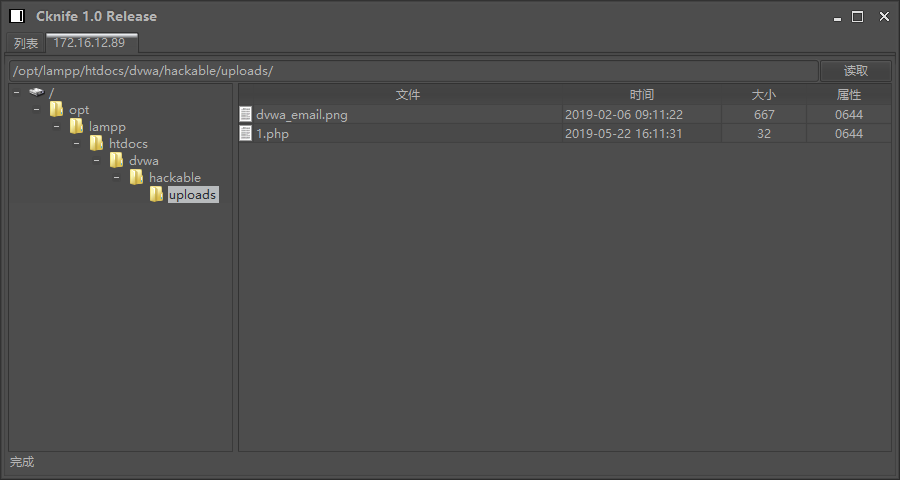 Cknife 1.0 Release
列表 172.16.12.89
/opt/lampp/htdocs/dvwa/hackable/uploads/ 读取
/
opt
lampp
htdocs
dvwa
hackable
uploads
文件 时间 大小 属性
dvwa_email.png 2019-02-06 09:11:22 667 0644
1.php 2019-05-22 16:11:31 32 0644
完成